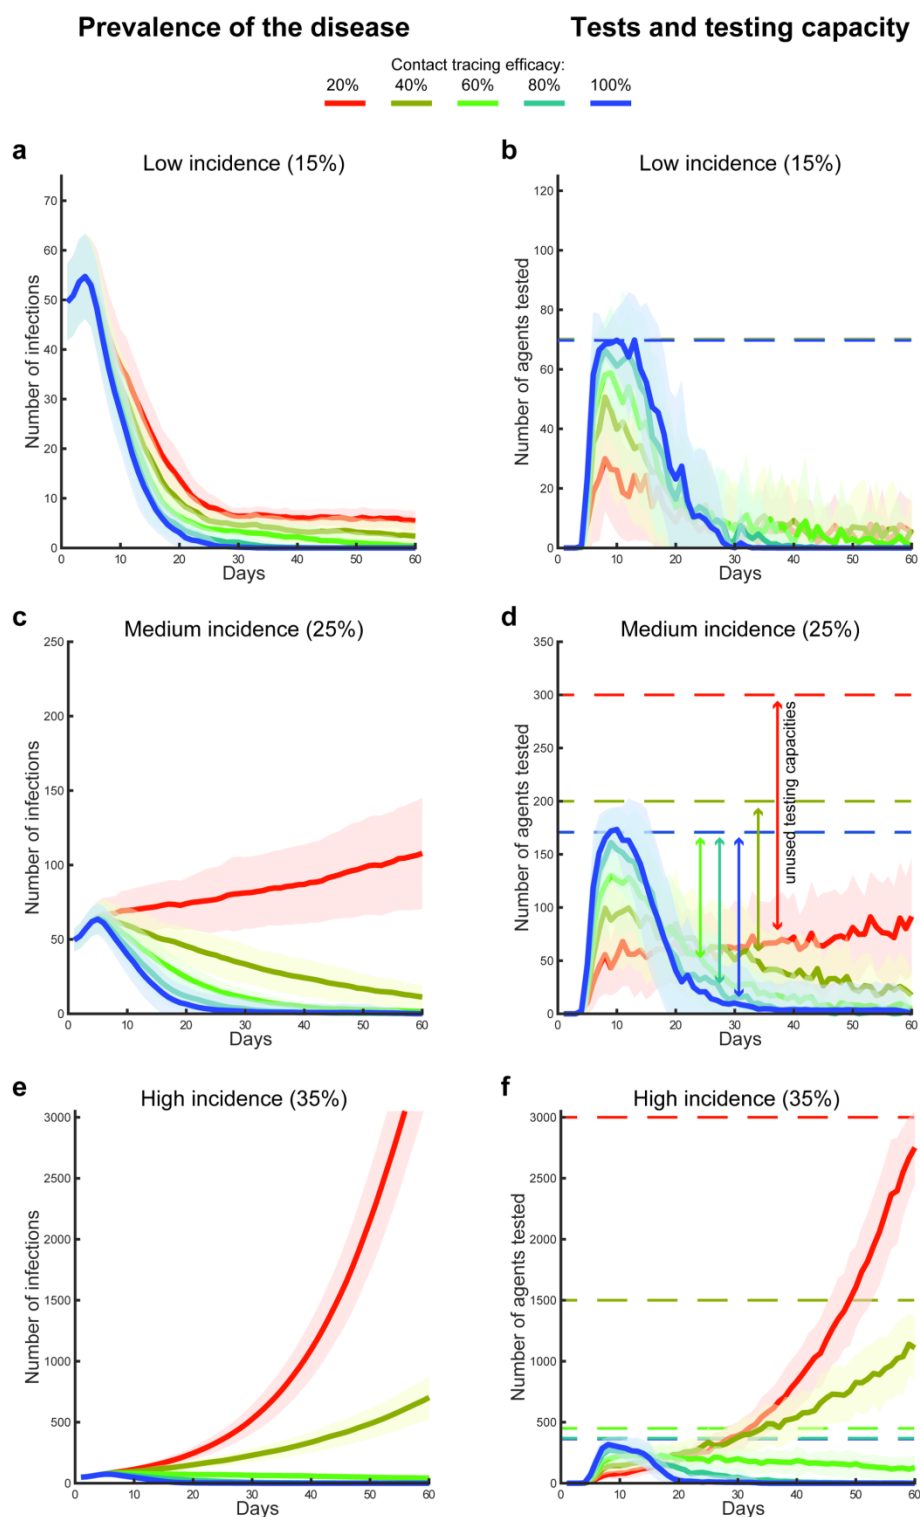 Prevalence of the disease
Tests and testing capacity
Contact tracing efficacy:
20% 40% 60% 80% 100%
a
Low incidence (15%)
Number of infections
70
60
50
40
30
20
10
0
0 10 20 30 40 50 60
Days
b
Low incidence (15%)
Number of agents tested
120
100
80
60
40
20
0
0 10 20 30 40 50 60
Days
c
Medium incidence (25%)
Number of infections
250
200
150
100
50
0
0 10 20 30 40 50 60
Days
d
Medium incidence (25%)
Number of agents tested
350
300
250
200
150
100
50
0
unused testing capacities
0 10 20 30 40 50 60
Days
e
High incidence (35%)
Number of infections
3000
2500
2000
1500
1000
500
0
0 10 20 30 40 50 60
Days
f
High incidence (35%)
Number of agents tested
3000
2500
2000
1500
1000
500
0
0 10 20 30 40 50 60
Days